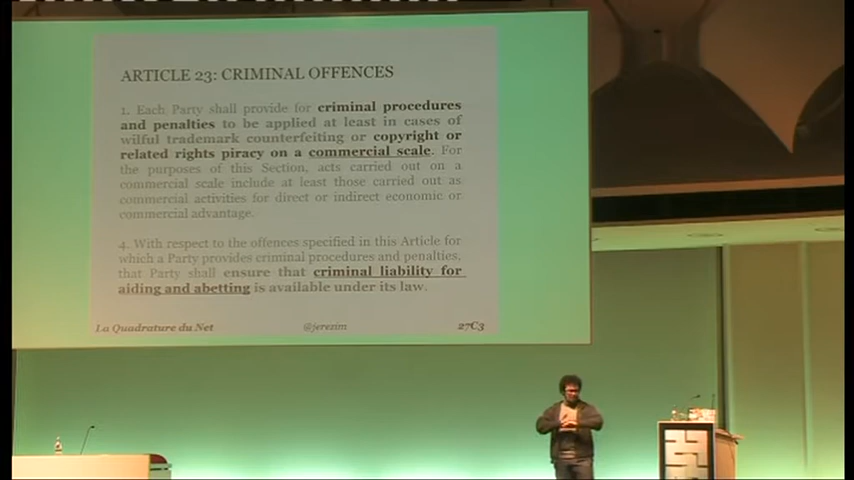 ARTICLE 23: CRIMINAL OFFENCES
1. Each Party shall provide for criminal procedures
and penalties to be applied at least in cases of
wilful trademark counterfeiting or copyright or
related rights piracy on a commercial scale. For
the purposes of this Section, acts carried out on a
commercial scale include at least those carried out as
commercial activities for direct or indirect economic or
commercial advantage.
4. With respect to the offences specified in this Article for
which a Party provides criminal procedures and penalties,
that Party shall ensure that criminal liability for
aiding and abetting is available under its law.
La Quadrature du Net @jerezim 27C3